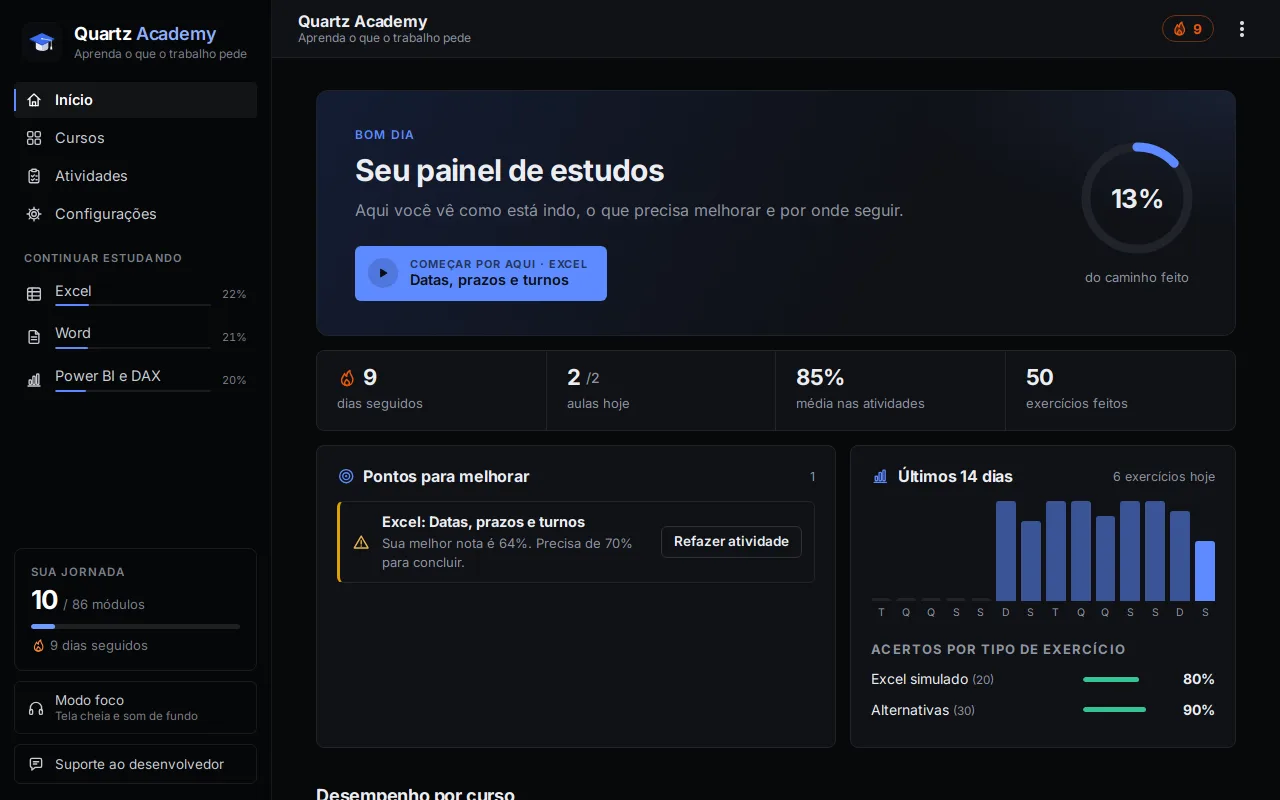 Quartz Academy
Aprenda o que o trabalho pede
Início
Cursos
Atividades
Configurações
CONTINUAR ESTUDANDO
Excel
22%
Word
21%
Power BI e DAX
20%
SUA JORNADA
10 / 86 módulos
9 dias seguidos
Modo foco
Tela cheia e som de fundo
Suporte ao desenvolvedor
Quartz Academy
Aprenda o que o trabalho pede
9
BOM DIA
Seu painel de estudos
Aqui você vê como está indo, o que precisa melhorar e por onde seguir.
COMEÇAR POR AQUI · EXCEL
Datas, prazos e turnos
13%
do caminho feito
9
dias seguidos
2 /2
aulas hoje
85%
média nas atividades
50
exercícios feitos
Pontos para melhorar
1
Excel: Datas, prazos e turnos
Sua melhor nota é 64%. Precisa de 70%
para concluir.
Refazer atividade
Últimos 14 dias
6 exercícios hoje
T Q Q S S D S T Q Q S S D S
ACERTOS POR TIPO DE EXERCÍCIO
Excel simulado (20)
80%
Alternativas (30)
90%
Desempenho por curso